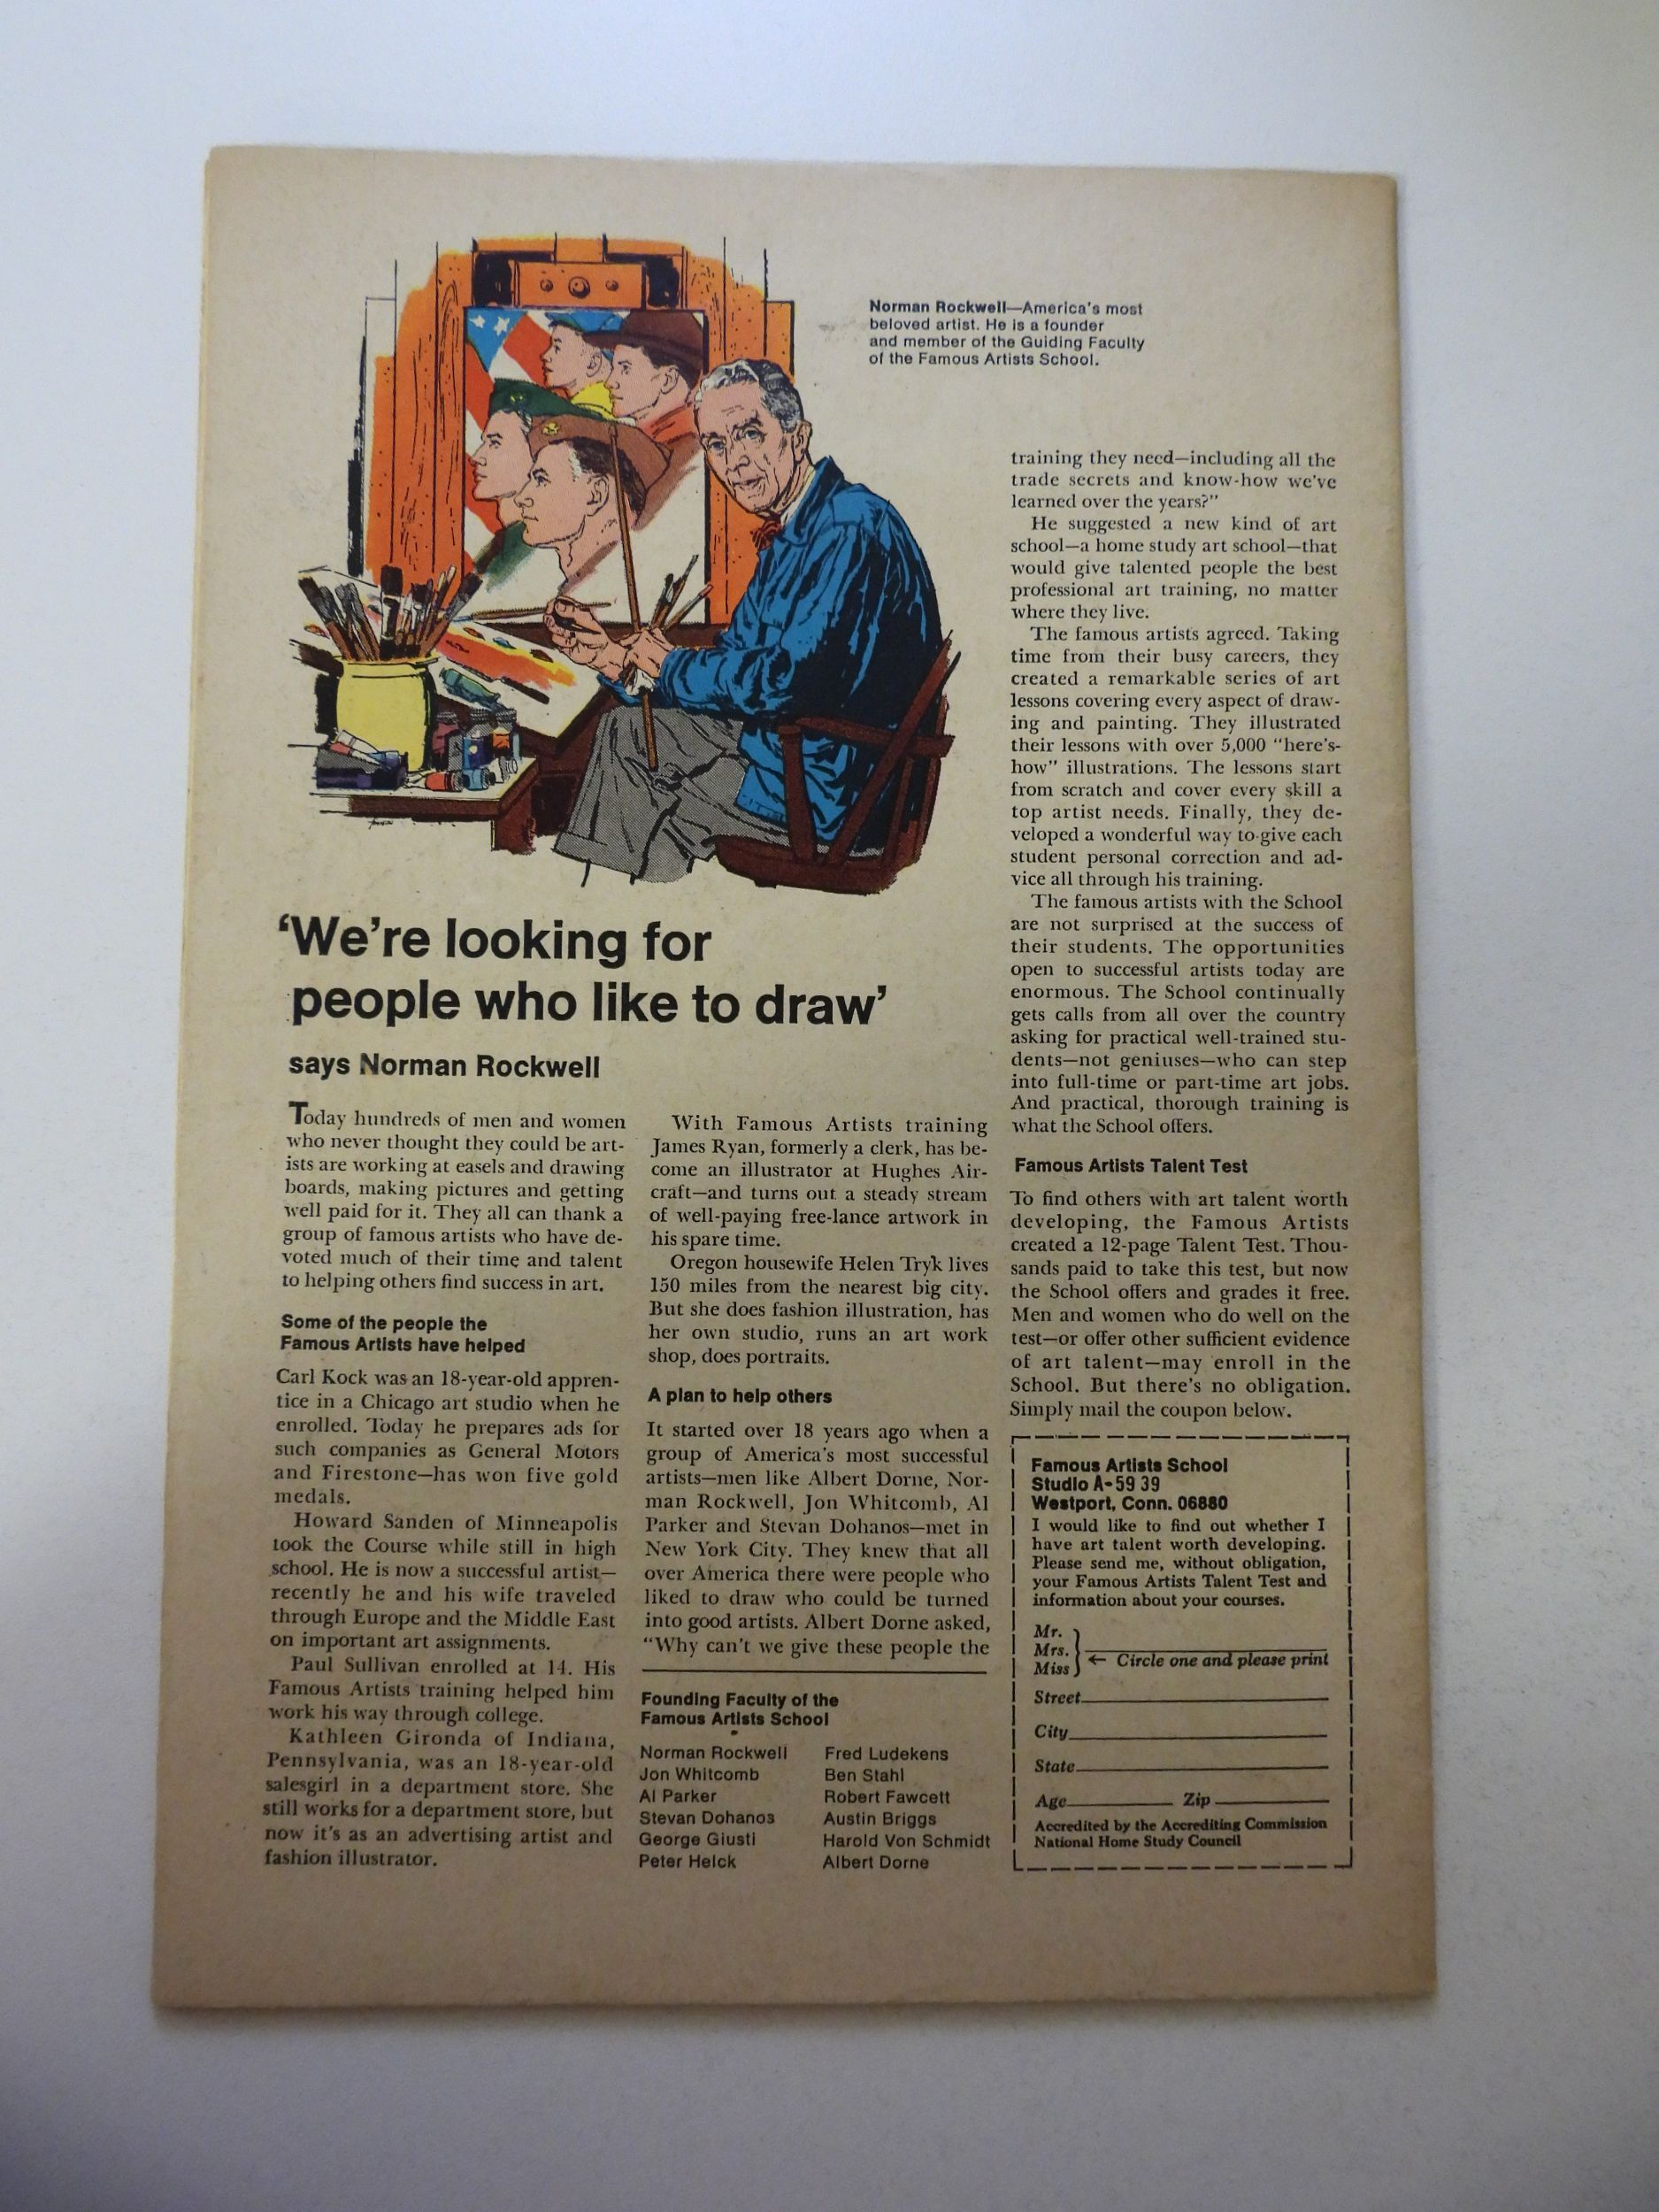 Norman Rockwell—America's most
beloved artist. He is a founder
and member of the Guiding Faculty
of the Famous Artists School.
'We're looking for
people who like to draw'
says Norman Rockwell
Today hundreds of men and women
who never thought they could be art-
ists are working at easels and drawing
boards, making pictures and getting
well paid for it. They all can thank a
group of famous artists who have de-
voted much of their time and talent
to helping others find success in art.
Some of the people the
Famous Artists have helped
Carl Kock was an 18-year-old appren-
tice in a Chicago art studio when he
enrolled. Today he prepares ads for
such companies as General Motors
and Firestone—has won five gold
medals.
Howard Sanden of Minneapolis
took the Course while still in high
school. He is now a successful artist—
recently he and his wife traveled
through Europe and the Middle East
on important art assignments.
Paul Sullivan enrolled at 14. His
Famous Artists training helped him
work his way through college.
Kathleen Gironda of Indiana,
Pennsylvania, was an 18-year-old
salesgirl in a department store. She
still works for a department store, but
now it's as an advertising artist and
fashion illustrator.
With Famous Artists training
James Ryan, formerly a clerk, has be-
come an illustrator at Hughes Air-
craft—and turns out a steady stream
of well-paying free-lance artwork in
his spare time.
Oregon housewife Helen Tryk lives
150 miles from the nearest big city.
But she does fashion illustration, has
her own studio, runs an art work
shop, does portraits.
A plan to help others
It started over 18 years ago when a
group of America's most successful
artists—men like Albert Dorne, Nor-
man Rockwell, Jon Whitcomb, Al
Parker and Stevan Dohanos—met in
New York City. They knew that all
over America there were people who
liked to draw who could be turned
into good artists. Albert Dorne asked,
"Why can't we give these people the
Founding Faculty of the
Famous Artists School
Norman Rockwell
Jon Whitcomb
Al Parker
Stevan Dohanos
George Giusti
Peter Helck
Fred Ludekens
Ben Stahl
Robert Fawcett
Austin Briggs
Harold Von Schmidt
Albert Dorne
training they need—including all the
trade secrets and know-how we've
learned over the years?"
He suggested a new kind of art
school—a home study art school—that
would give talented people the best
professional art training, no matter
where they live.
The famous artists agreed. Taking
time from their busy careers, they
created a remarkable series of art
lessons covering every aspect of draw-
ing and painting. They illustrated
their lessons with over 5,000 "here's-
how" illustrations. The lessons start
from scratch and cover every skill a
top artist needs. Finally, they de-
veloped a wonderful way to give each
student personal correction and ad-
vice all through his training.
The famous artists with the School
are not surprised at the success of
their students. The opportunities
open to successful artists today are
enormous. The School continually
gets calls from all over the country
asking for practical well-trained stu-
dents—not geniuses—who can step
into full-time or part-time art jobs.
And practical, thorough training is
what the School offers.
Famous Artists Talent Test
To find others with art talent worth
developing, the Famous Artists
created a 12-page Talent Test. Thou-
sands paid to take this test, but now
the School offers and grades it free.
Men and women who do well on the
test—or offer other sufficient evidence
of art talent—may enroll in the
School. But there's no obligation.
Simply mail the coupon below.
Famous Artists School
Studio A-5939
Westport, Conn. 06880
I would like to find out whether I
have art talent worth developing.
Please send me, without obligation,
your Famous Artists Talent Test and
information about your courses.
Mr.
Mrs.
Miss
← Circle one and please print
Street
City
State
Age Zip
Accredited by the Accrediting Commission
National Home Study Council